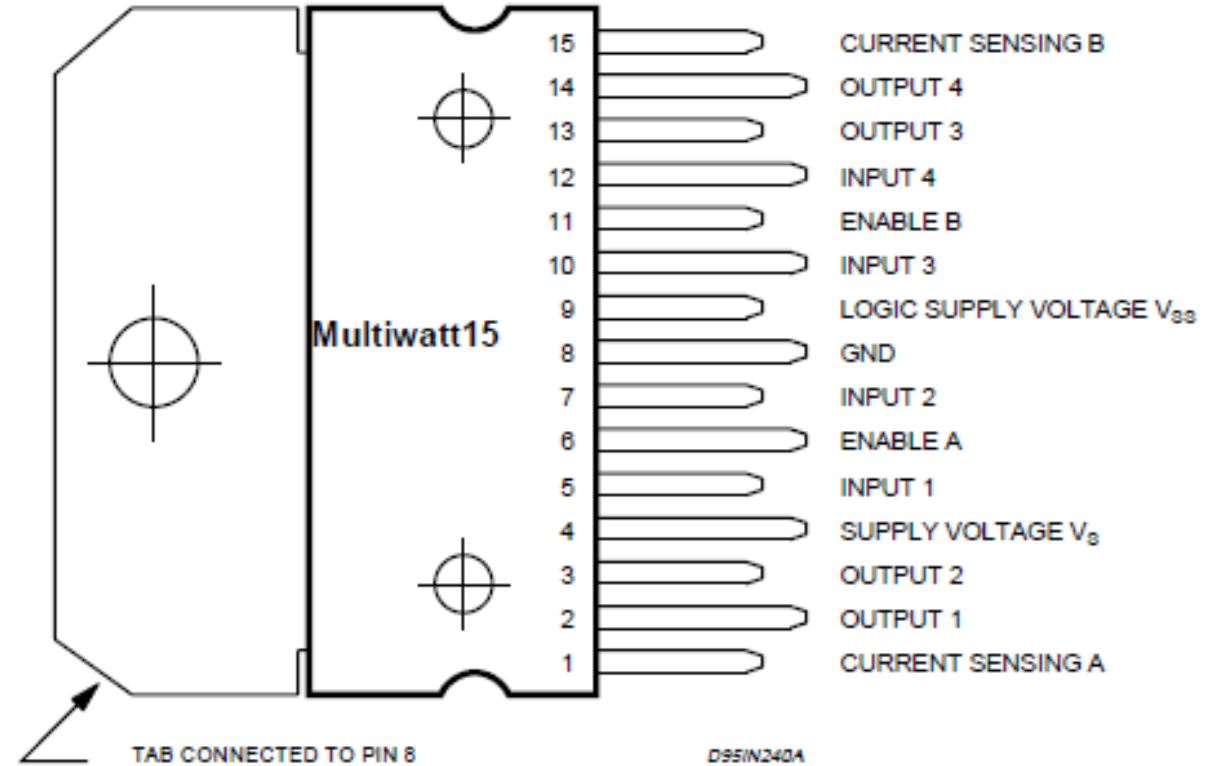 15 CURRENT SENSING B
14 OUTPUT 4
13 OUTPUT 3
12 INPUT 4
11 ENABLE B
10 INPUT 3
9 LOGIC SUPPLY VOLTAGE VSS
Multiwatt15
8 GND
7 INPUT 2
6 ENABLE A
5 INPUT 1
4 SUPPLY VOLTAGE VS
3 OUTPUT 2
2 OUTPUT 1
1 CURRENT SENSING A
TAB CONNECTED TO PIN 8
D95IN240A